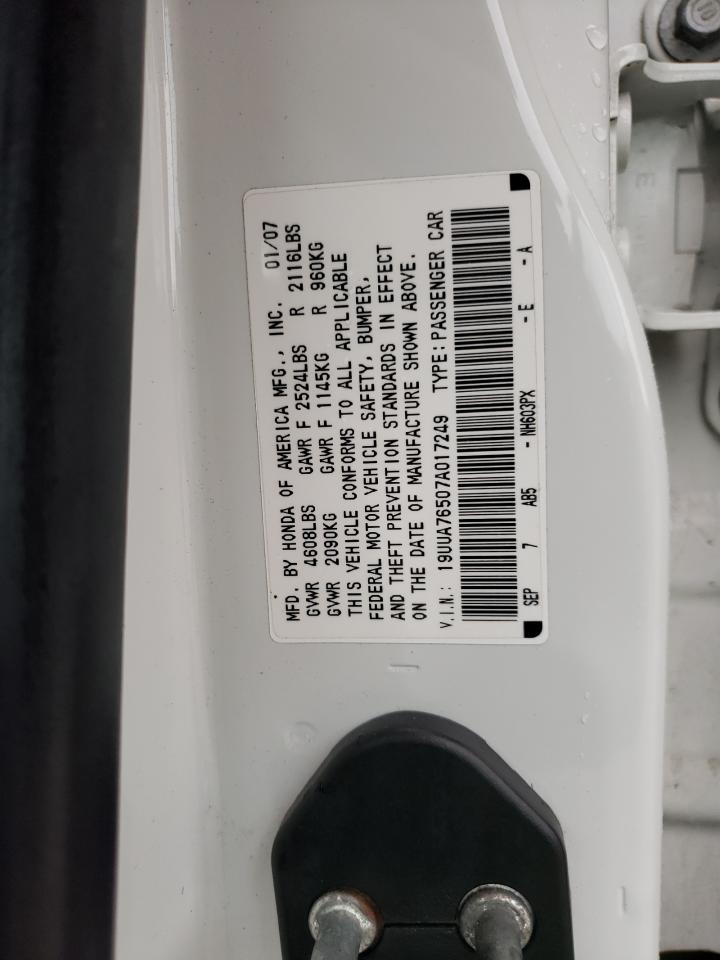 MFD. BY HONDA OF AMERICA MFG., INC. 01/07
GVWR 4608LBS GAWR F 2524LBS R 2116LBS
GVWR 2090KG GAWR F 1145KG R 960KG
THIS VEHICLE CONFORMS TO ALL APPLICABLE
FEDERAL MOTOR VEHICLE SAFETY, BUMPER,
AND THEFT PREVENTION STANDARDS IN EFFECT
ON THE DATE OF MANUFACTURE SHOWN ABOVE.
V.I.N.: 19UUA76507A017249 TYPE: PASSENGER CAR
SEP 7 AB5 - NH603PX - E - A